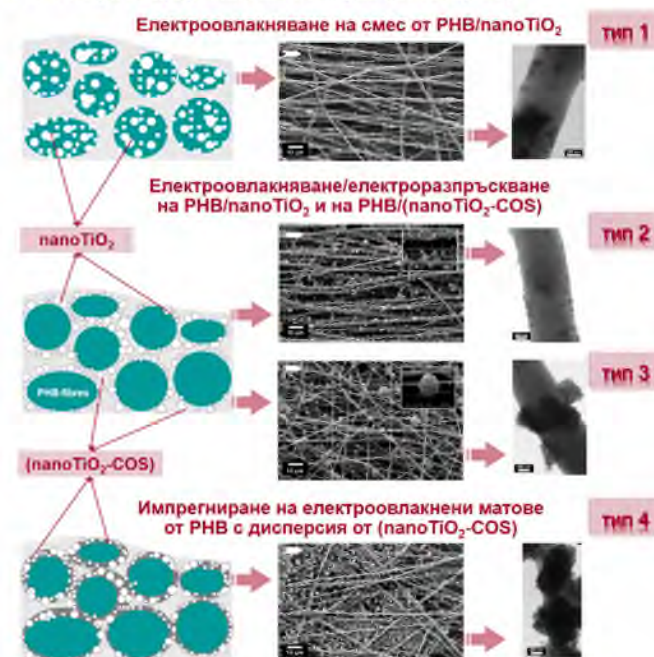 Електроовлакняване на смес от PHB/nanoTiO₂
тип 1
Електроовлакняване/електроразпръскване
на PHB/nanoTiO₂ и на PHB/(nanoTiO₂-COS)
nanoTiO₂
тип 2
PHB fibres
тип 3
(nanoTiO₂-COS)
Импрегниране на електроовлакнени матове
от PHB с дисперсия от (nanoTiO₂-COS)
тип 4